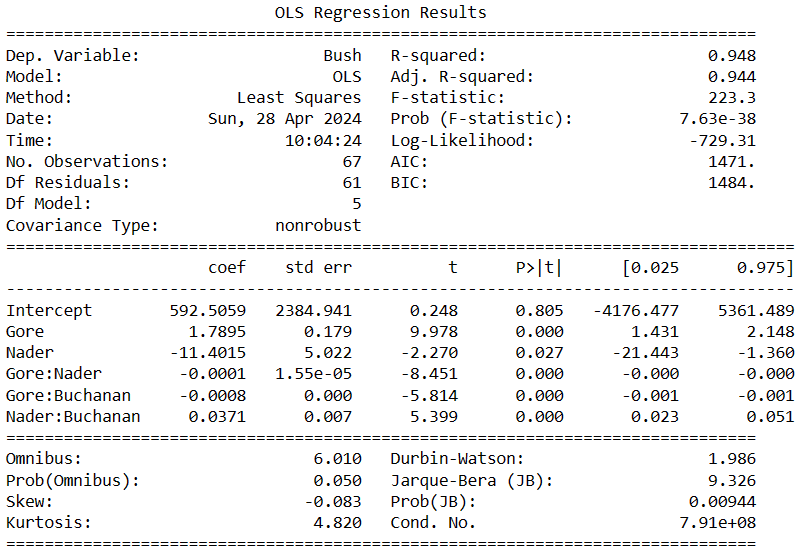 OLS Regression Results
==============================================================================
Dep. Variable:                   Bush   R-squared:                       0.948
Model:                            OLS   Adj. R-squared:                  0.944
Method:                 Least Squares   F-statistic:                     223.3
Date:                Sun, 28 Apr 2024   Prob (F-statistic):           7.63e-38
Time:                        10:04:24   Log-Likelihood:                -729.31
No. Observations:                  67   AIC:                             1471.
Df Residuals:                      61   BIC:                             1484.
Df Model:                           5
Covariance Type:            nonrobust
==================================================================================
                     coef    std err          t      P>|t|      [0.025      0.975]
----------------------------------------------------------------------------------
Intercept        592.5059   2384.941      0.248      0.805   -4176.477    5361.489
Gore               1.7895      0.179      9.978      0.000       1.431       2.148
Nader            -11.4015      5.022     -2.270      0.027     -21.443      -1.360
Gore:Nader        -0.0001   1.55e-05     -8.451      0.000      -0.000      -0.000
Gore:Buchanan     -0.0008      0.000     -5.814      0.000      -0.001      -0.001
Nader:Buchanan     0.0371      0.007      5.399      0.000       0.023       0.051
==============================================================================
Omnibus:                        6.010   Durbin-Watson:                   1.986
Prob(Omnibus):                  0.050   Jarque-Bera (JB):                9.326
Skew:                          -0.083   Prob(JB):                      0.00944
Kurtosis:                       4.820   Cond. No.                     7.91e+08
==============================================================================